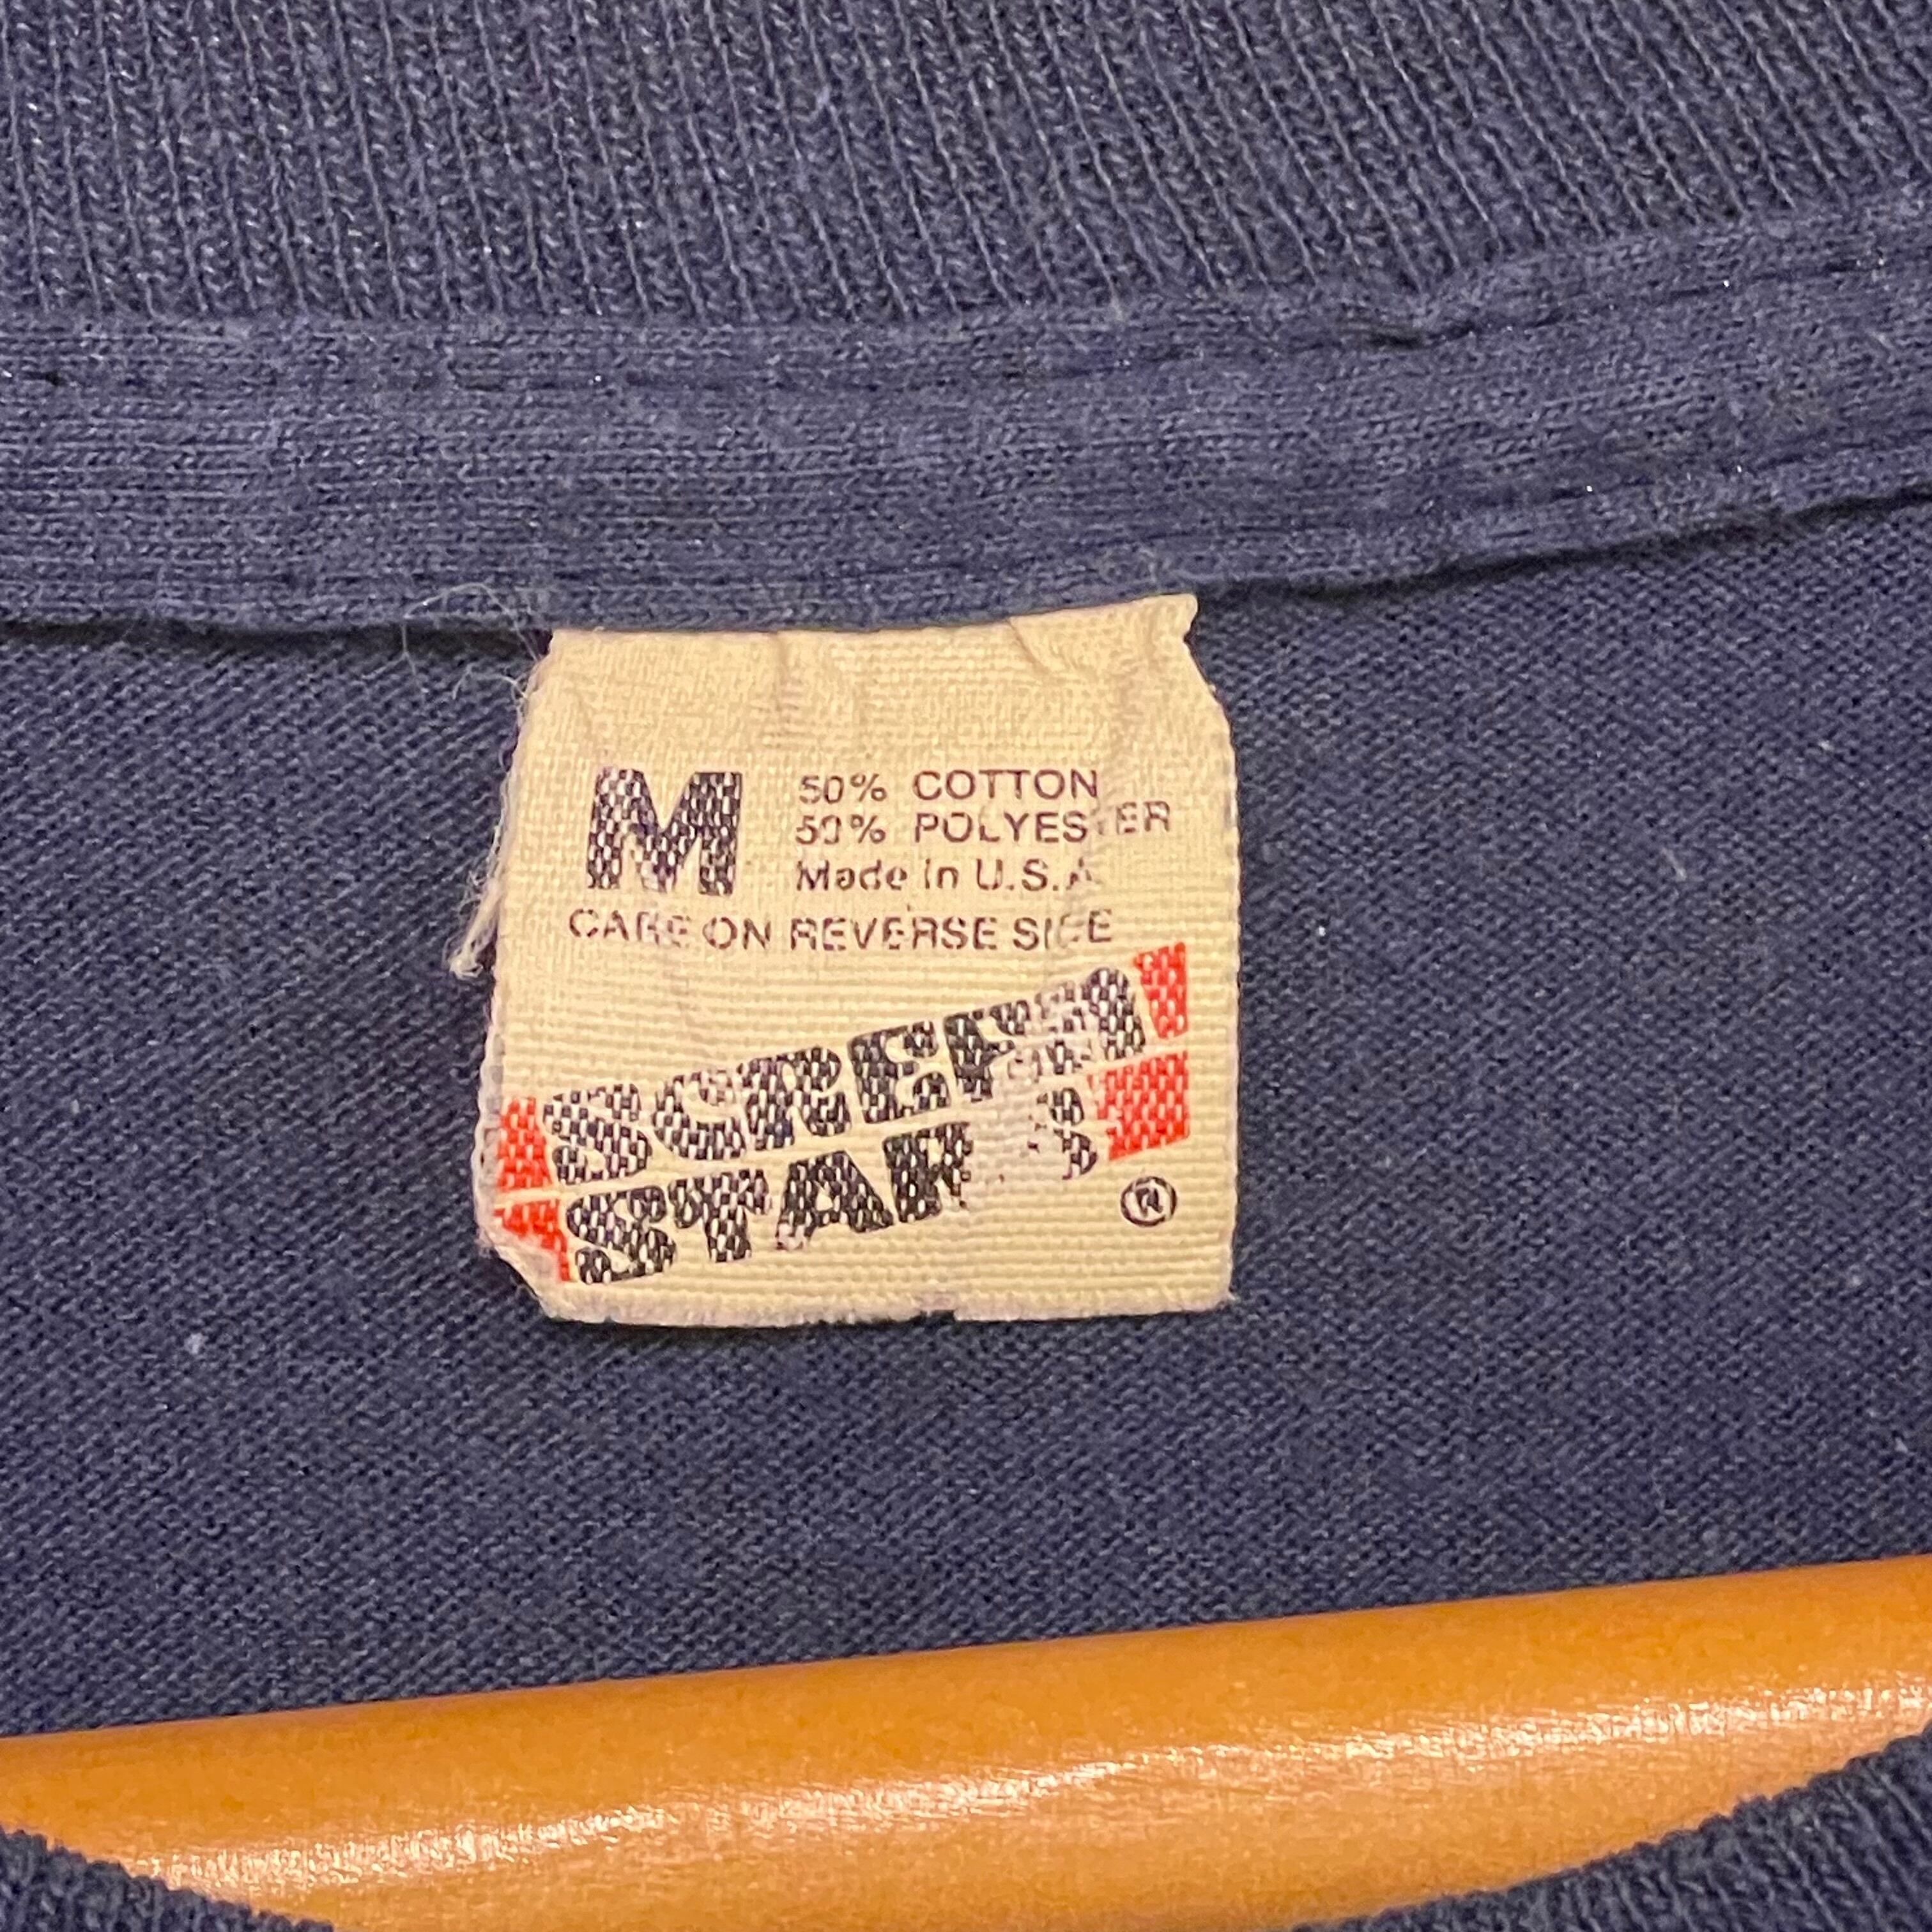 M
50% COTTON
50% POLYESTER
Made in U.S.A.
CARE ON REVERSE SIDE
SCREEN
STARS
®